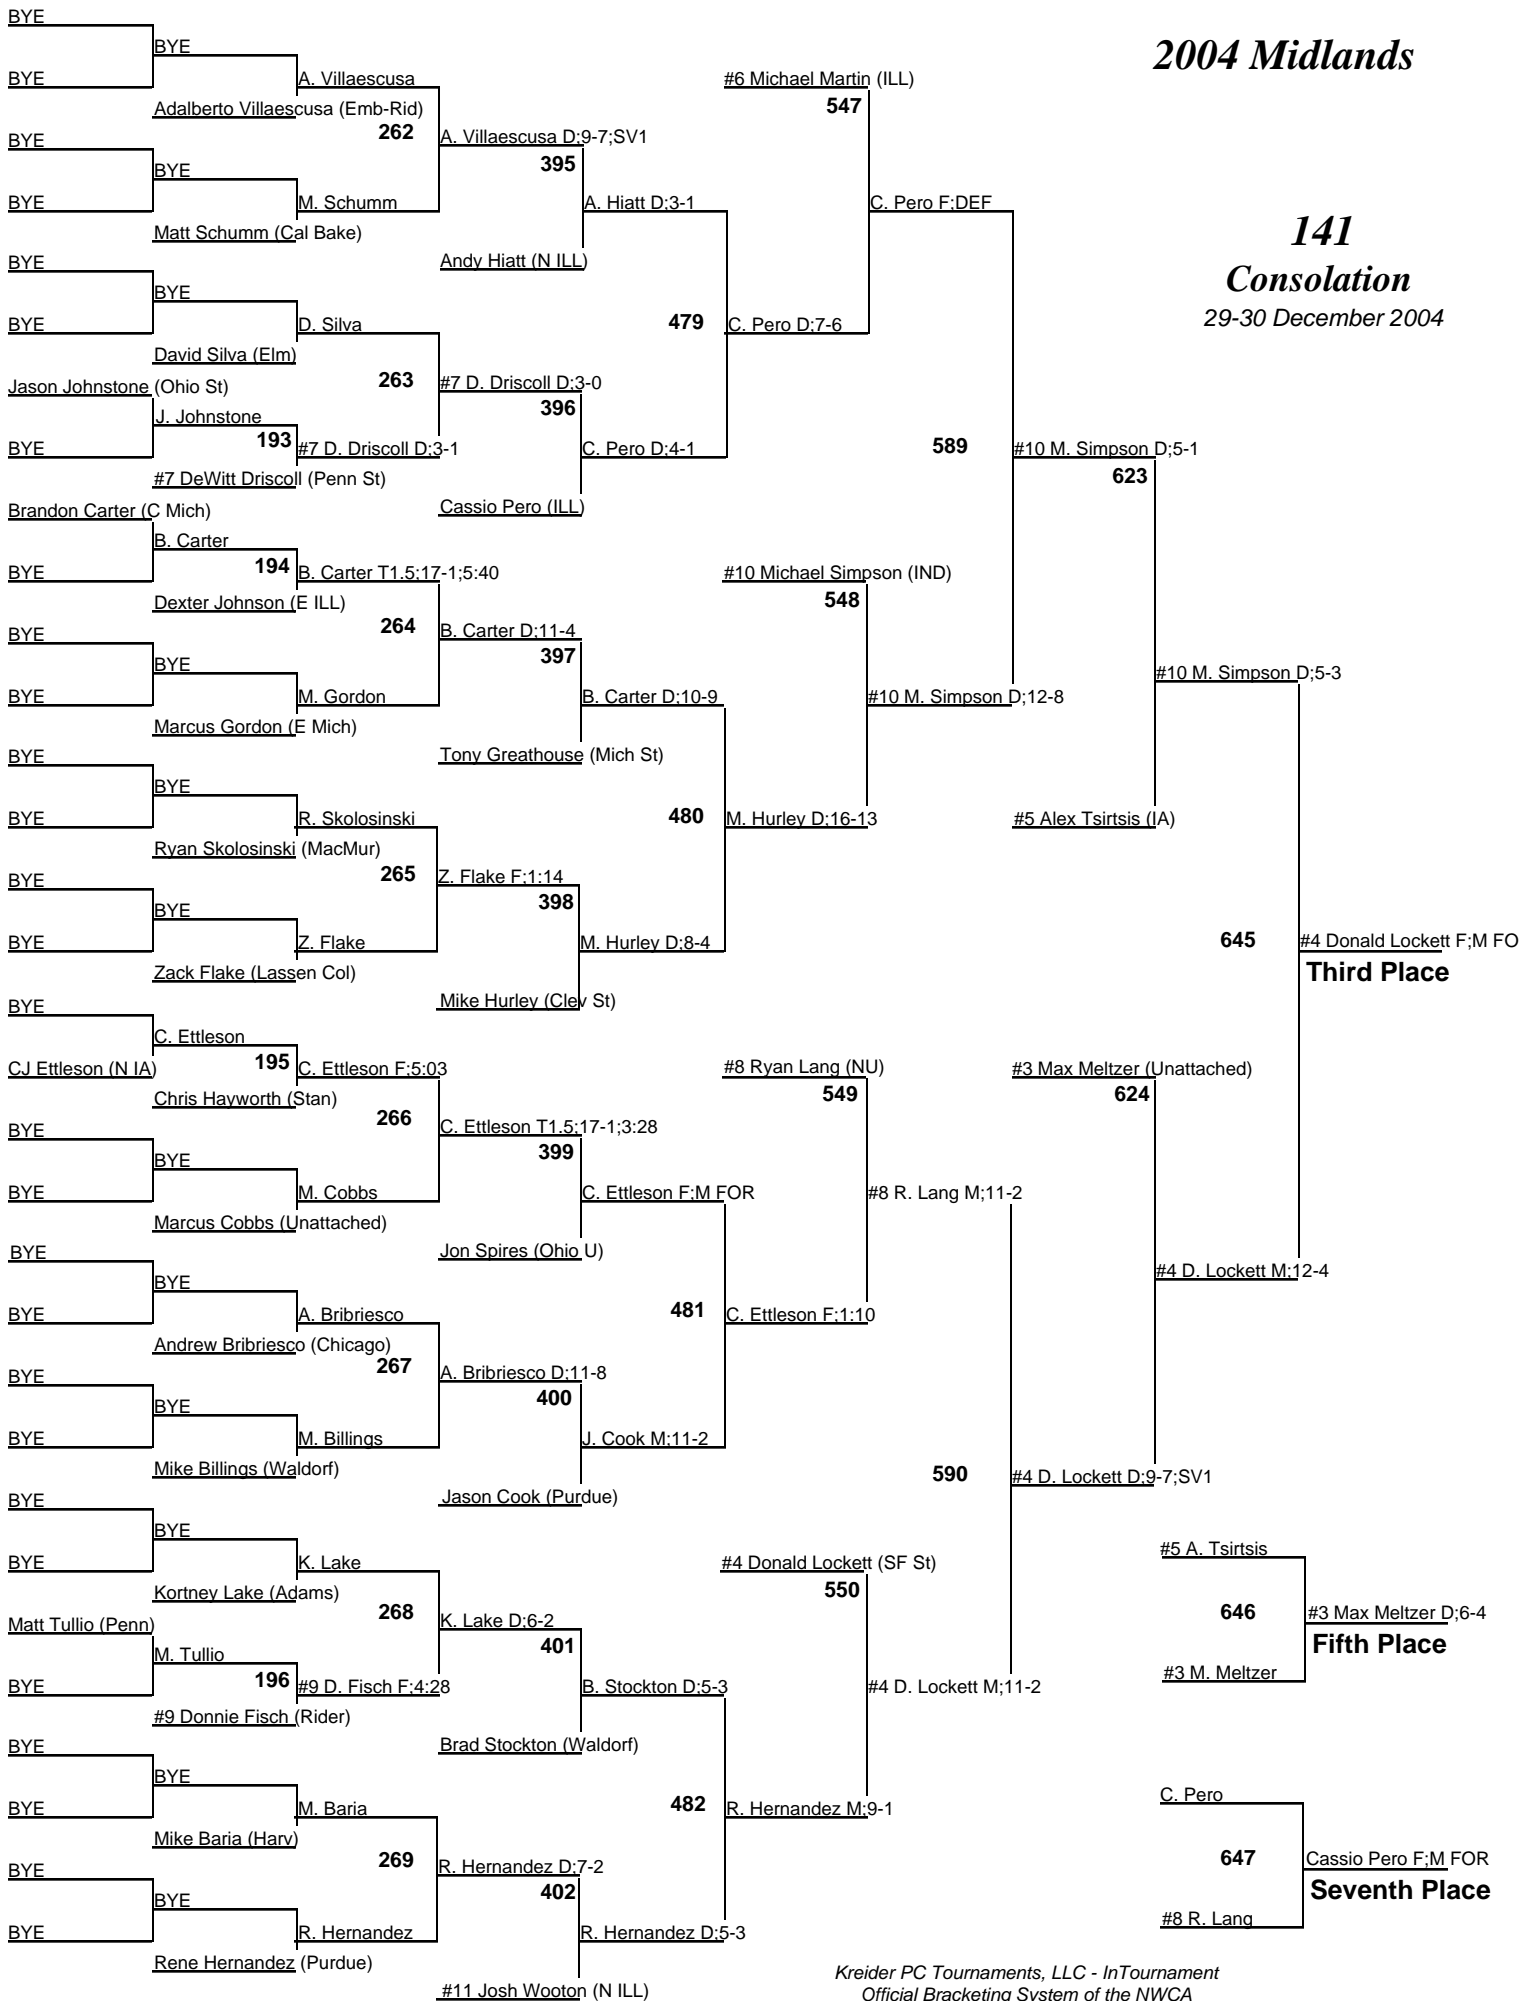 BYE
2004 Midlands
BYE
BYE
A. Villaescusa
#6 Michael Martin (ILL)
Adalberto Villaescusa (Emb-Rid)
547
262
BYE
A. Villaescusa D;9-7;SV1
395
BYE
BYE
M. Schumm
A. Hiatt D;3-1
C. Pero F;DEF
Matt Schumm (Cal Bake)
141
BYE
Andy Hiatt (N ILL)
Consolation
BYE
29-30 December 2004
BYE
D. Silva
479
C. Pero D;7-6
David Silva (Elm)
Jason Johnstone (Ohio St)
263
#7 D. Driscoll D;3-0
396
J. Johnstone
193
BYE
#7 D. Driscoll D;3-1
C. Pero D;4-1
589
#10 M. Simpson D;5-1
#7 DeWitt Driscoll (Penn St)
623
Brandon Carter (C Mich)
Cassio Pero (ILL)
B. Carter
194
BYE
B. Carter T1.5;17-1;5:40
#10 Michael Simpson (IND)
Dexter Johnson (E ILL)
548
264
BYE
B. Carter D;11-4
397
BYE
#10 M. Simpson D;5-3
BYE
M. Gordon
B. Carter D;10-9
#10 M. Simpson D;12-8
Marcus Gordon (E Mich)
BYE
Tony Greathouse (Mich St)
BYE
BYE
R. Skolosinski
480
M. Hurley D;16-13
#5 Alex Tsirtsis (IA)
Ryan Skolosinski (MacMur)
265
BYE
Z. Flake F;1:14
398
BYE
BYE
Z. Flake
M. Hurley D;8-4
645
#4 Donald Lockett F;M FO
Zack Flake (Lassen Col)
Third Place
BYE
Mike Hurley (Clev St)
C. Ettleson
195
CJ Ettleson (N IA)
C. Ettleson F;5:03
#8 Ryan Lang (NU)
#3 Max Meltzer (Unattached)
Chris Hayworth (Stan)
549
624
266
BYE
C. Ettleson T1.5;17-1;3:28
399
BYE
BYE
M. Cobbs
C. Ettleson F;M FOR
#8 R. Lang M;11-2
Marcus Cobbs (Unattached)
BYE
Jon Spires (Ohio U)
#4 D. Lockett M;12-4
BYE
BYE
A. Bribriesco
481
C. Ettleson F;1:10
Andrew Bribriesco (Chicago)
267
BYE
A. Bribriesco D;11-8
400
BYE
BYE
M. Billings
J. Cook M;11-2
Mike Billings (Waldorf)
590
#4 D. Lockett D;9-7;SV1
BYE
Jason Cook (Purdue)
BYE
#5 A. Tsirtsis
BYE
K. Lake
#4 Donald Lockett (SF St)
Kortney Lake (Adams)
550
Matt Tullio (Penn)
268
K. Lake D;6-2
646
#3 Max Meltzer D;6-4
401
Fifth Place
M. Tullio
196
BYE
#9 D. Fisch F;4:28
B. Stockton D;5-3
#4 D. Lockett M;11-2
#3 M. Meltzer
#9 Donnie Fisch (Rider)
BYE
Brad Stockton (Waldorf)
BYE
C. Pero
BYE
M. Baria
482
R. Hernandez M;9-1
Mike Baria (Harv)
269
BYE
R. Hernandez D;7-2
647
Cassio Pero F;M FOR
402
Seventh Place
BYE
BYE
R. Hernandez
R. Hernandez D;5-3
#8 R. Lang
Rene Hernandez (Purdue)
#11 Josh Wooton (N ILL)
Kreider PC Tournaments, LLC - InTournament
Official Bracketing System of the NWCA